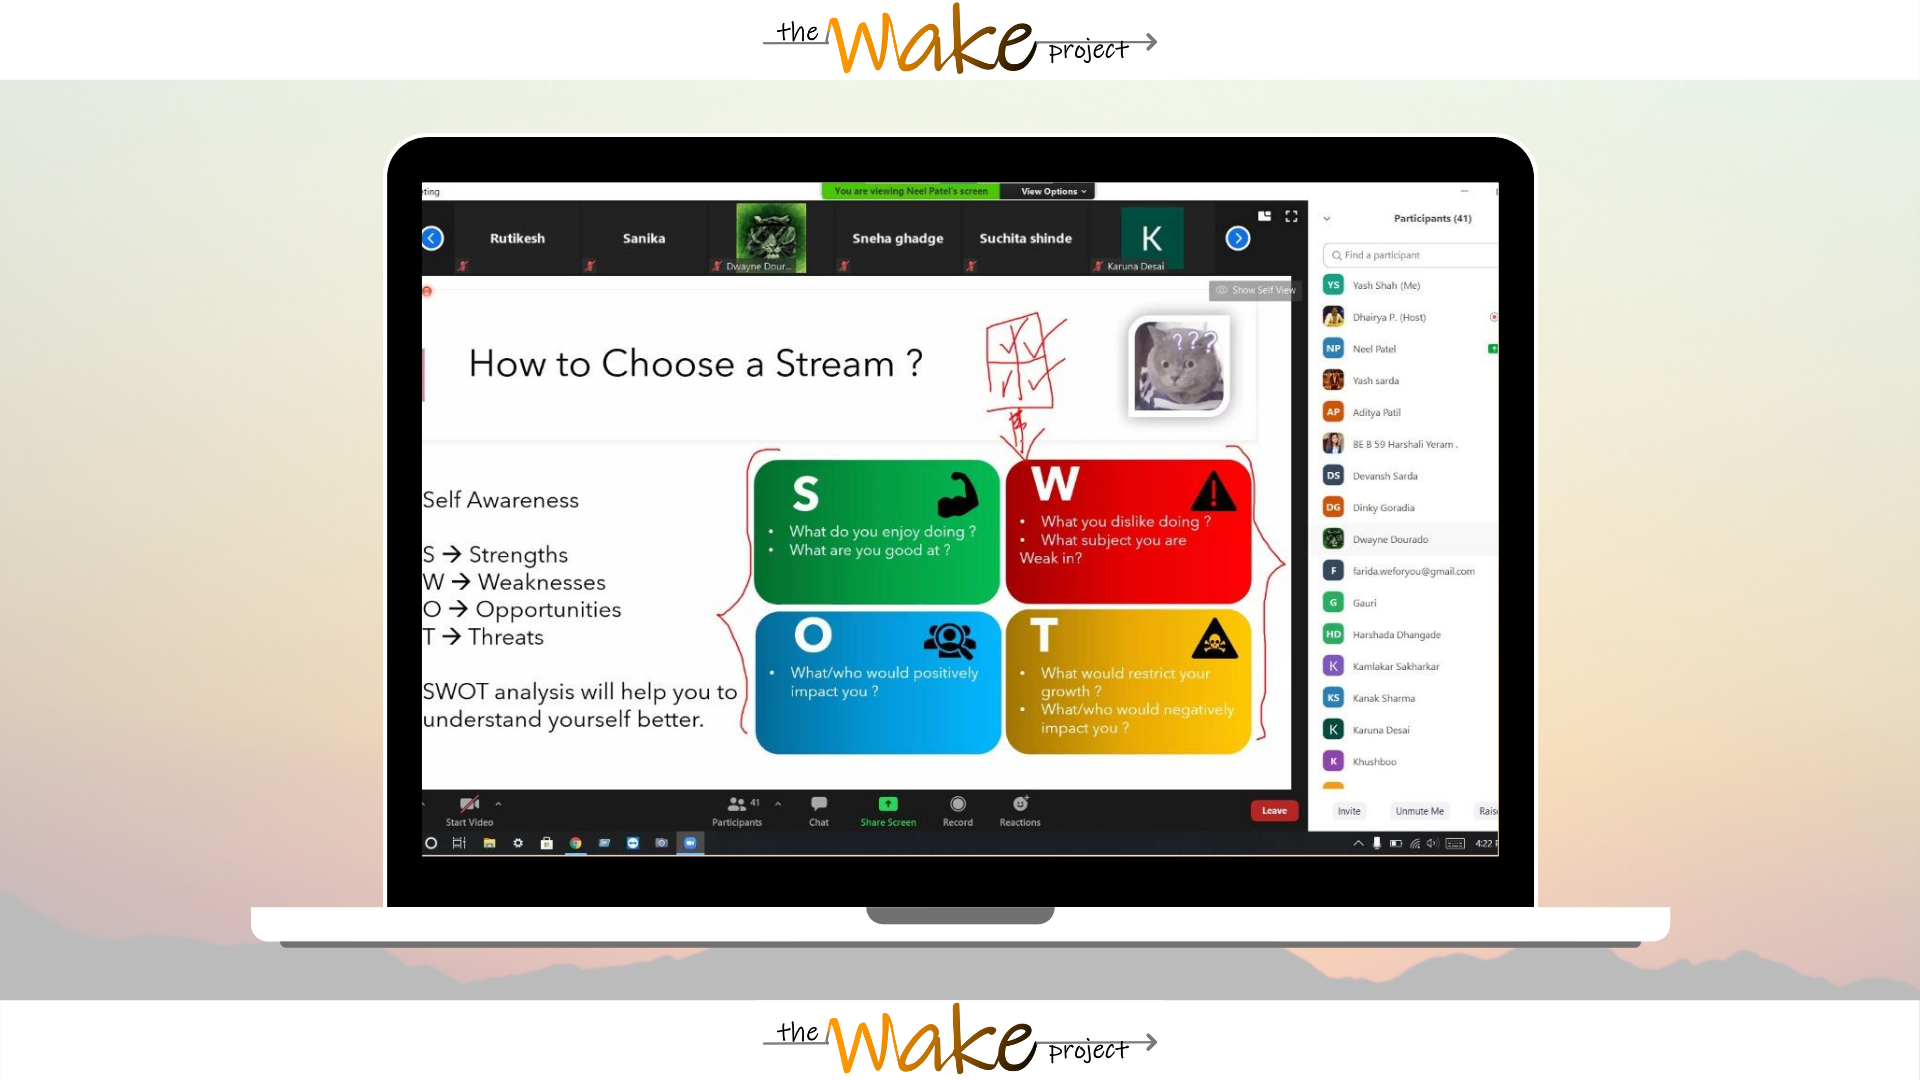 the Wake project
eting
You are viewing Neel Patel's screen
View Options
Rutikesh
Sanika
Dwayne Dour...
Sneha ghadge
Suchita shinde
K
Karuna Desai
Show Self View
How to Choose a Stream ?
? ? ?
Self Awareness
S → Strengths
W → Weaknesses
O → Opportunities
T → Threats
SWOT analysis will help you to
understand yourself better.
S
• What do you enjoy doing ?
• What are you good at ?
W
• What you dislike doing ?
• What subject you are
Weak in?
O
• What/who would positively
impact you ?
T
• What would restrict your
growth ?
• What/who would negatively
impact you ?
Participants (41)
Find a participant
YS Yash Shah (Me)
Dhairya P. (Host)
NP Neel Patel
Yash sarda
AP Aditya Patil
BE B 59 Harshali Yeram .
DS Devansh Sarda
DG Dinky Goradia
Dwayne Dourado
F farida.weforyou@gmail.com
G Gauri
HD Harshada Dhangade
K Kamlakar Sakharkar
KS Kanak Sharma
K Karuna Desai
K Khushboo
Invite
Unmute Me
Rais
Start Video
41
Participants
Chat
Share Screen
Record
Reactions
Leave
4:22
the Wake project